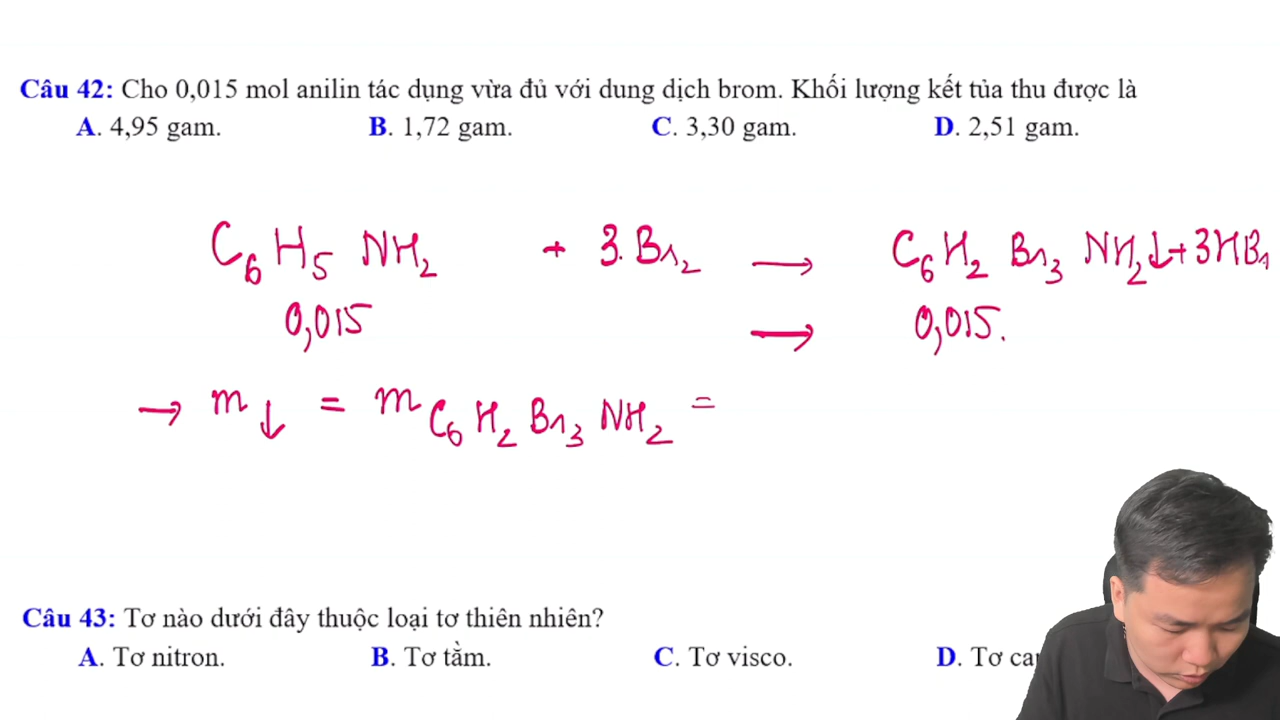 Câu 42: Cho 0,015 mol anilin tác dụng vừa đủ với dung dịch brom. Khối lượng kết tủa thu được là
A. 4,95 gam. B. 1,72 gam. C. 3,30 gam. D. 2,51 gam.
C₆H₅NH₂ + 3.Br₂ → C₆H₂Br₃NH₂↓ + 3HBr
0,015 → 0,015.
→ m↓ = m C₆H₂Br₃NH₂ =
Câu 43: Tơ nào dưới đây thuộc loại tơ thiên nhiên?
A. Tơ nitron. B. Tơ tằm. C. Tơ visco. D. Tơ